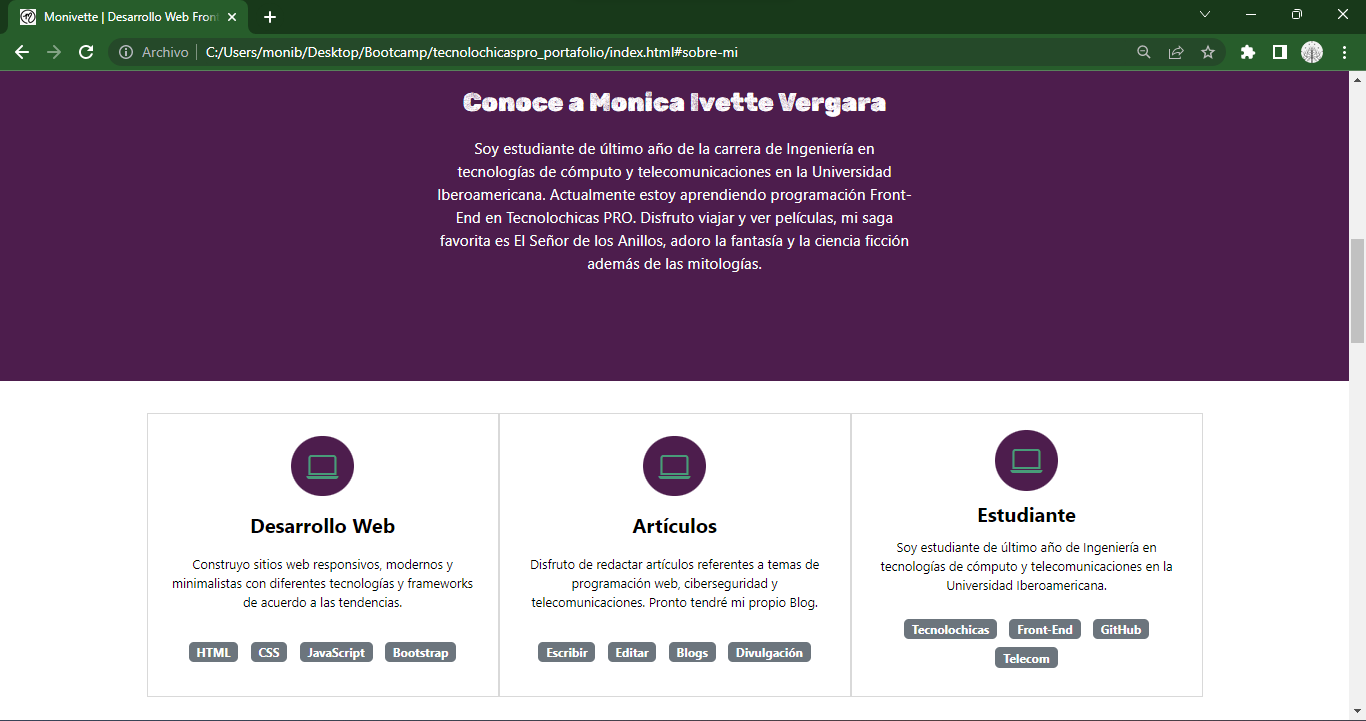 Monivette | Desarrollo Web Fron
Archivo | C:/Users/monib/Desktop/Bootcamp/tecnolochicaspro_portafolio/index.html#sobre-mi
Conoce a Monica Ivette Vergara
Soy estudiante de último año de la carrera de Ingeniería en
tecnologías de cómputo y telecomunicaciones en la Universidad
Iberoamericana. Actualmente estoy aprendiendo programación Front-
End en Tecnolochicas PRO. Disfruto viajar y ver películas, mi saga
favorita es El Señor de los Anillos, adoro la fantasía y la ciencia ficción
además de las mitologías.
Desarrollo Web
Construyo sitios web responsivos, modernos y
minimalistas con diferentes tecnologías y frameworks
de acuerdo a las tendencias.
HTML CSS JavaScript Bootstrap
Artículos
Disfruto de redactar artículos referentes a temas de
programación web, ciberseguridad y
telecomunicaciones. Pronto tendré mi propio Blog.
Escribir Editar Blogs Divulgación
Estudiante
Soy estudiante de último año de Ingeniería en
tecnologías de cómputo y telecomunicaciones en la
Universidad Iberoamericana.
Tecnolochicas Front-End GitHub
Telecom